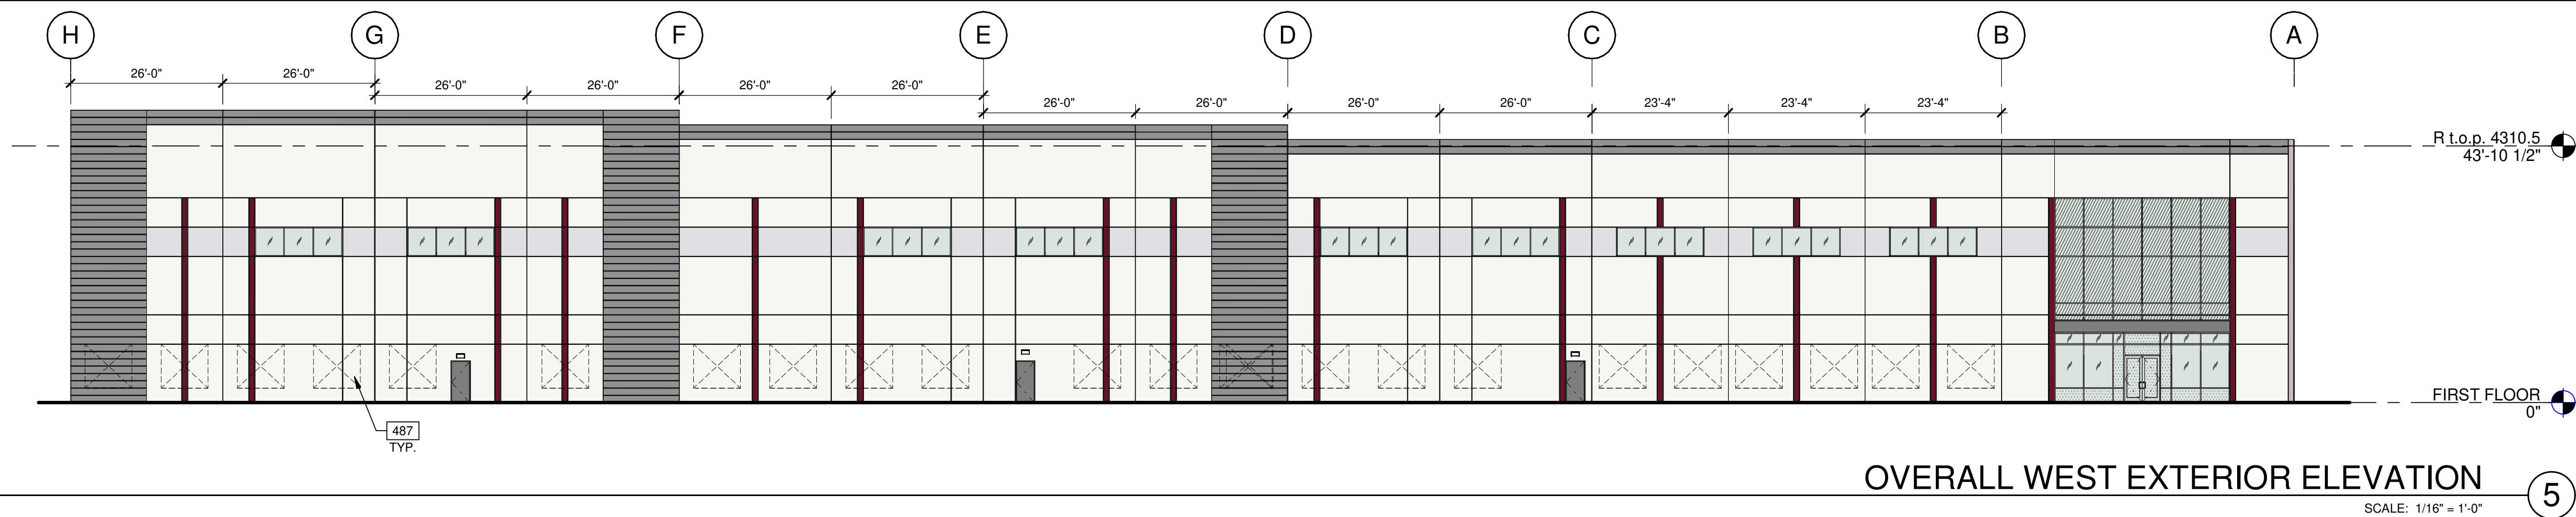 H G F E D C B A
26'-0" 26'-0"
26'-0" 26'-0" 26'-0" 26'-0"
26'-0" 26'-0" 26'-0" 26'-0" 23'-4" 23'-4" 23'-4"
R t.o.p. 4310.5
43'-10 1/2"
FIRST FLOOR
0"
487
TYP.
OVERALL WEST EXTERIOR ELEVATION
5
SCALE: 1/16" = 1'-0"